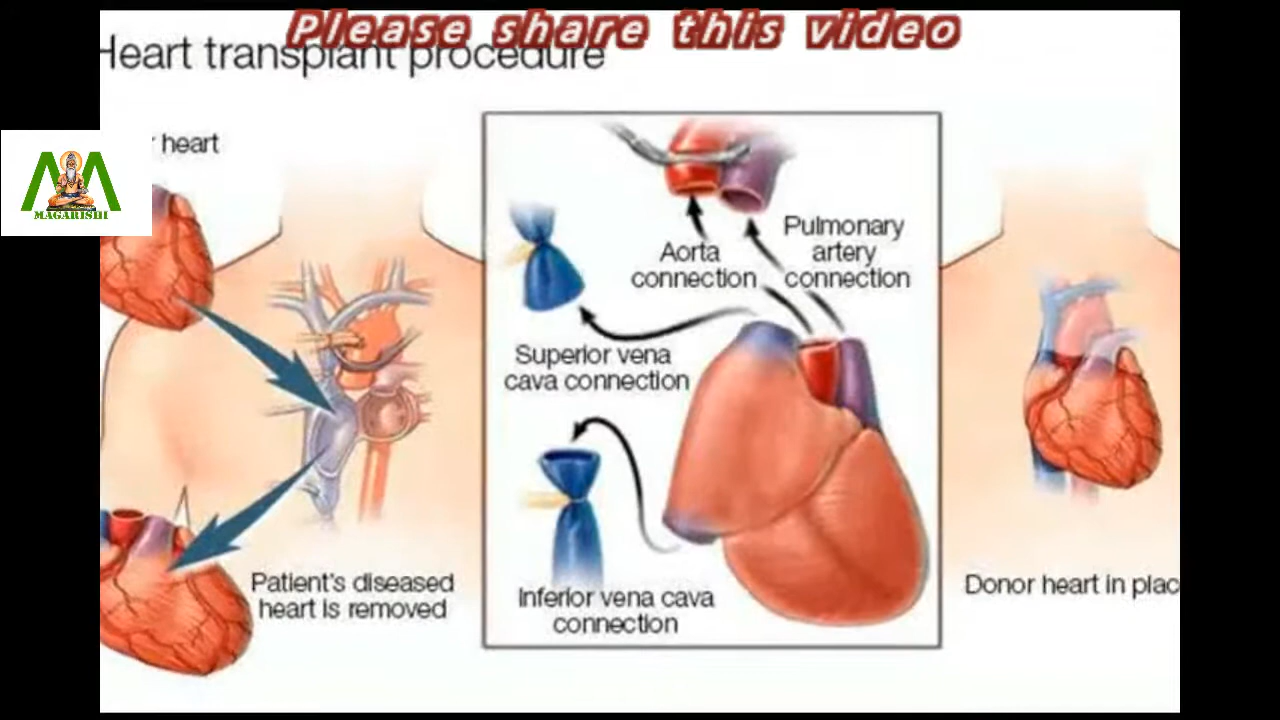 Please share this video
Heart transplant procedure
heart
MAGARISHI
Aorta
connection
Pulmonary
artery
connection
Superior vena
cava connection
Inferior vena cava
connection
Patient's diseased
heart is removed
Donor heart in plac